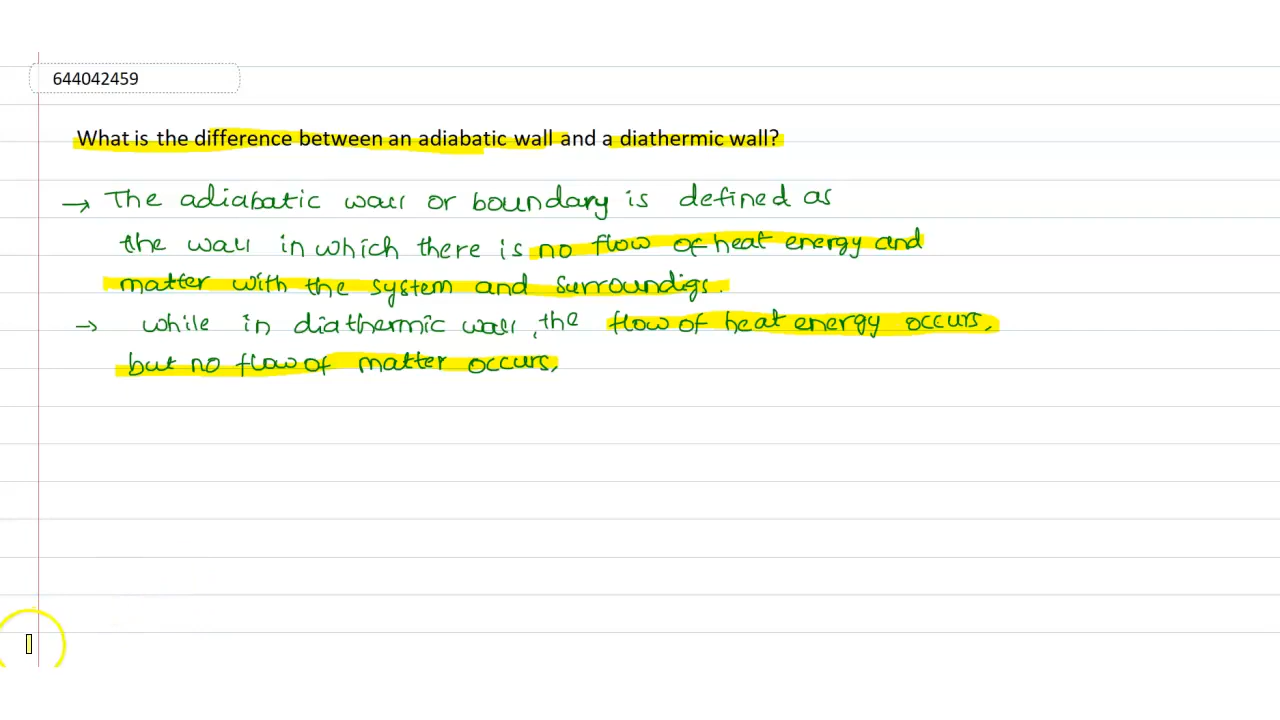 644042459
What is the difference between an adiabatic wall and a diathermic wall?
→ The adiabatic wall or boundary is defined as
the wall in which there is no flow of heat energy and
matter with the system and surroundigs.
→ while in diathermic wall, the flow of heat energy occurs,
but no flow of matter occurs,